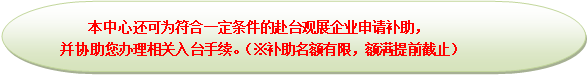 本中心还可为符合一定条件的赴台观展企业申请补助，
并协助您办理相关入台手续。（※补助名额有限，额满提前截止）